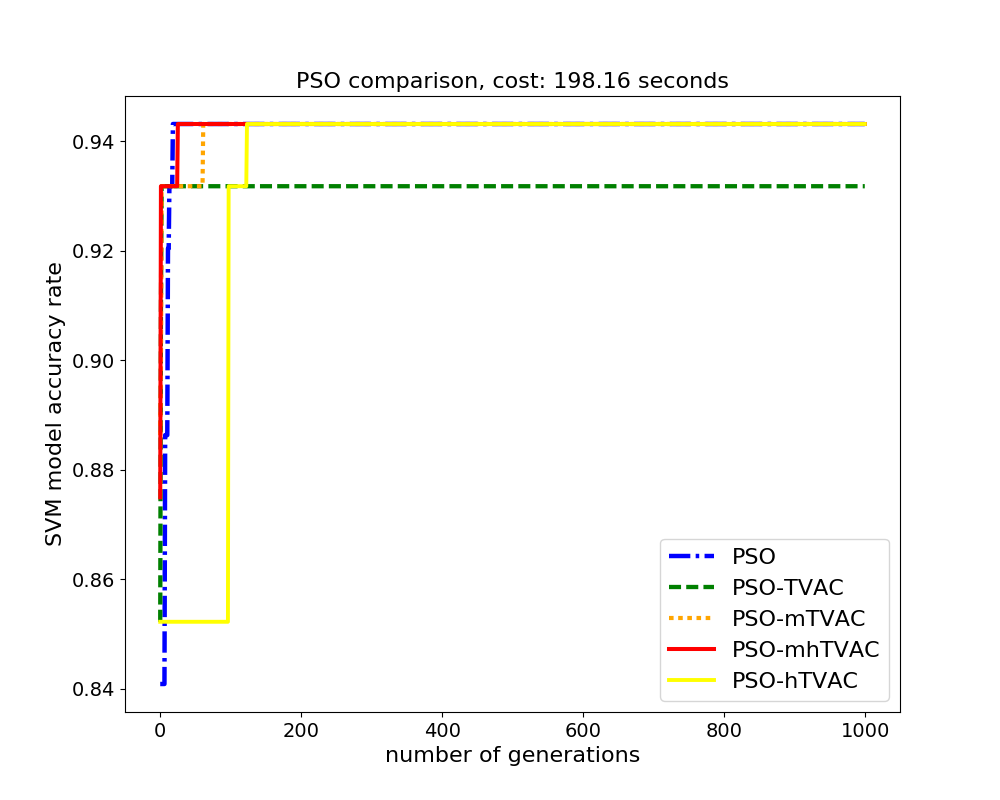 PSO comparison, cost: 198.16 seconds
SVM model accuracy rate
0.94
0.92
0.90
0.88
0.86
0.84
0
200
400
600
800
1000
number of generations
PSO
PSO-TVAC
PSO-mTVAC
PSO-mhTVAC
PSO-hTVAC